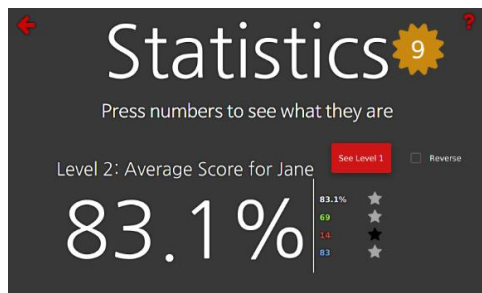 Statistics
9
?
Press numbers to see what they are
See Level 1
Reverse
Level 2: Average Score for Jane
83.1%
83.1%
69
14
83